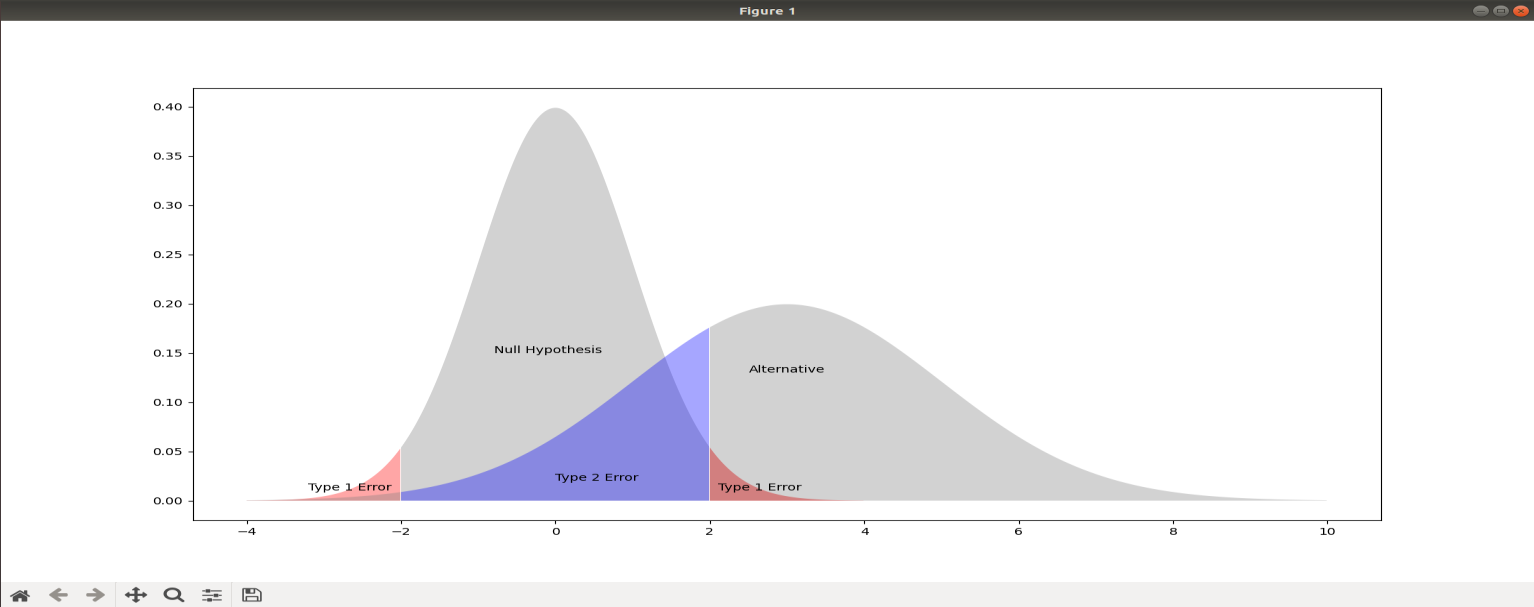 Figure 1
0.40
0.35
0.30
0.25
0.20
0.15
0.10
0.05
0.00
Null Hypothesis
Alternative
Type 2 Error
Type 1 Error
Type 1 Error
−4 −2 0 2 4 6 8 10